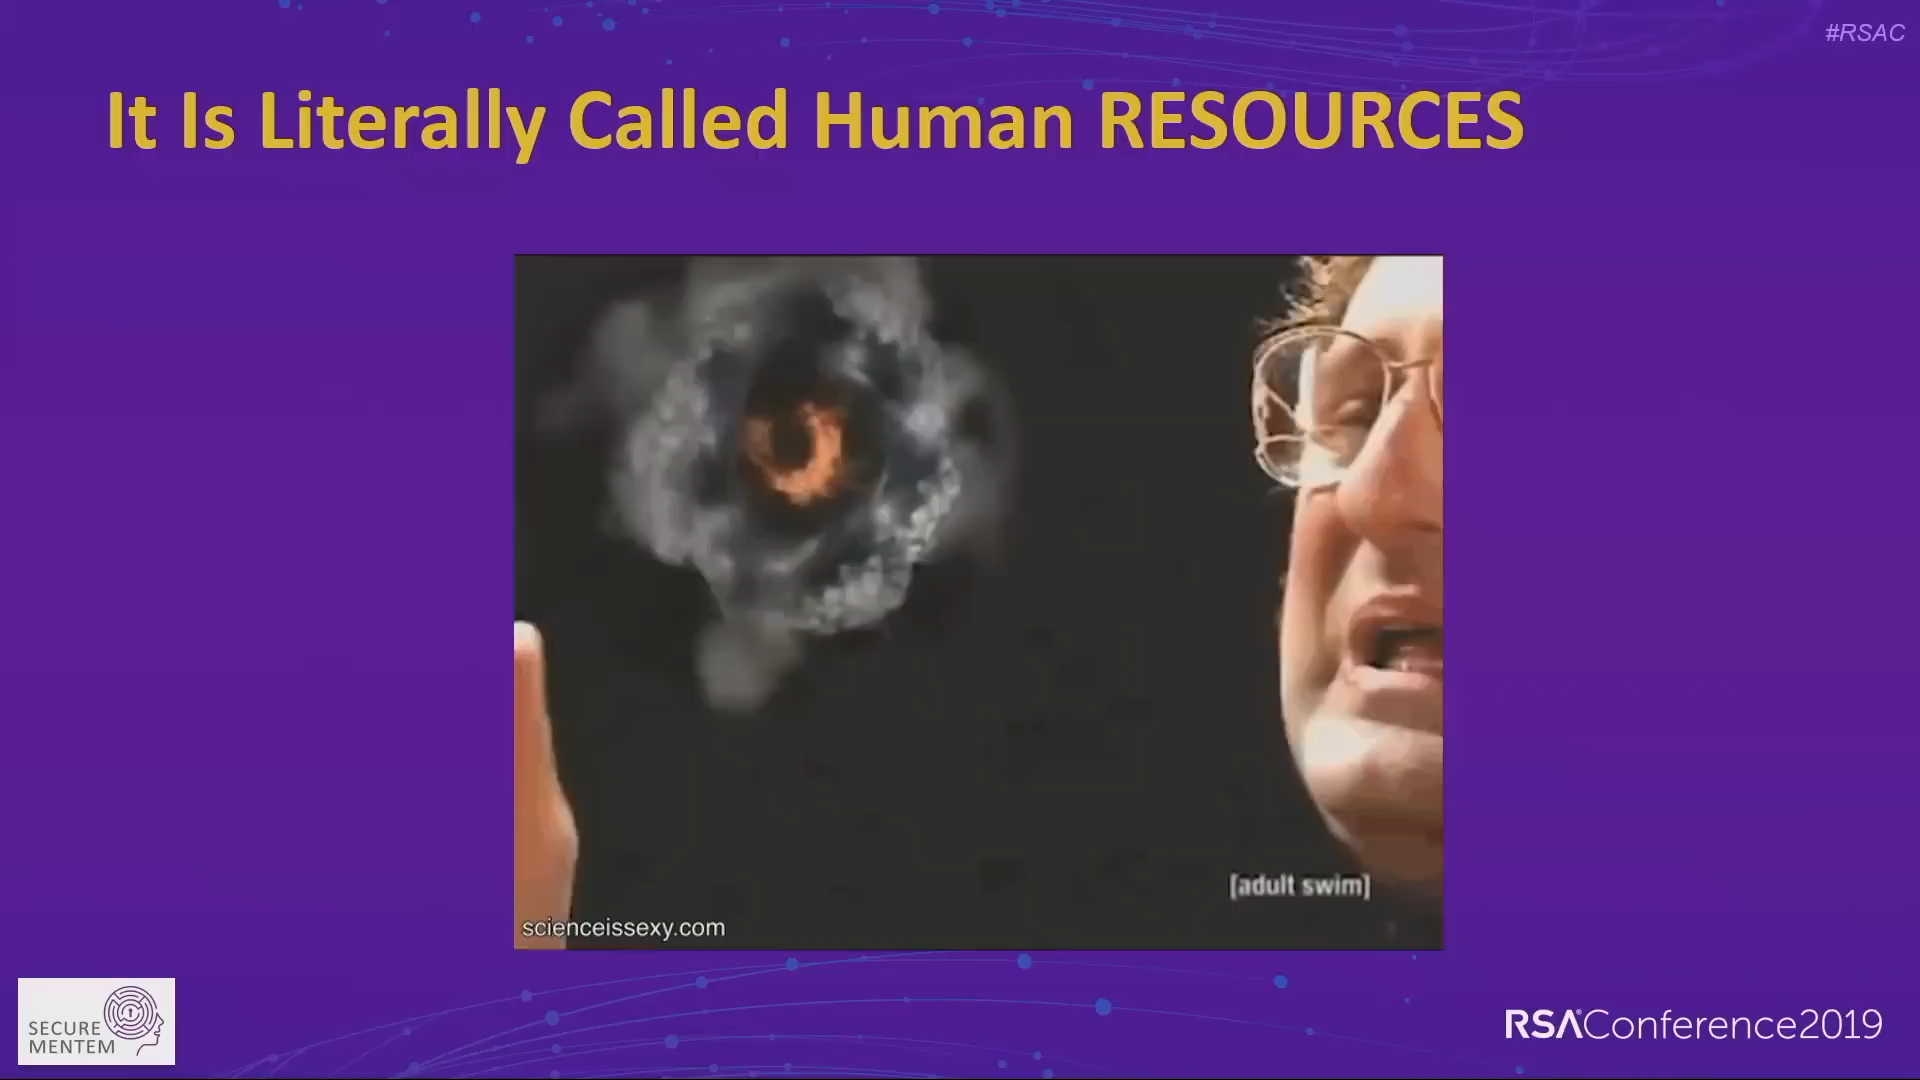 #RSAC
It Is Literally Called Human RESOURCES
[adult swim]
scienceissexy.com
SECURE
MENTEM
RSAConference2019